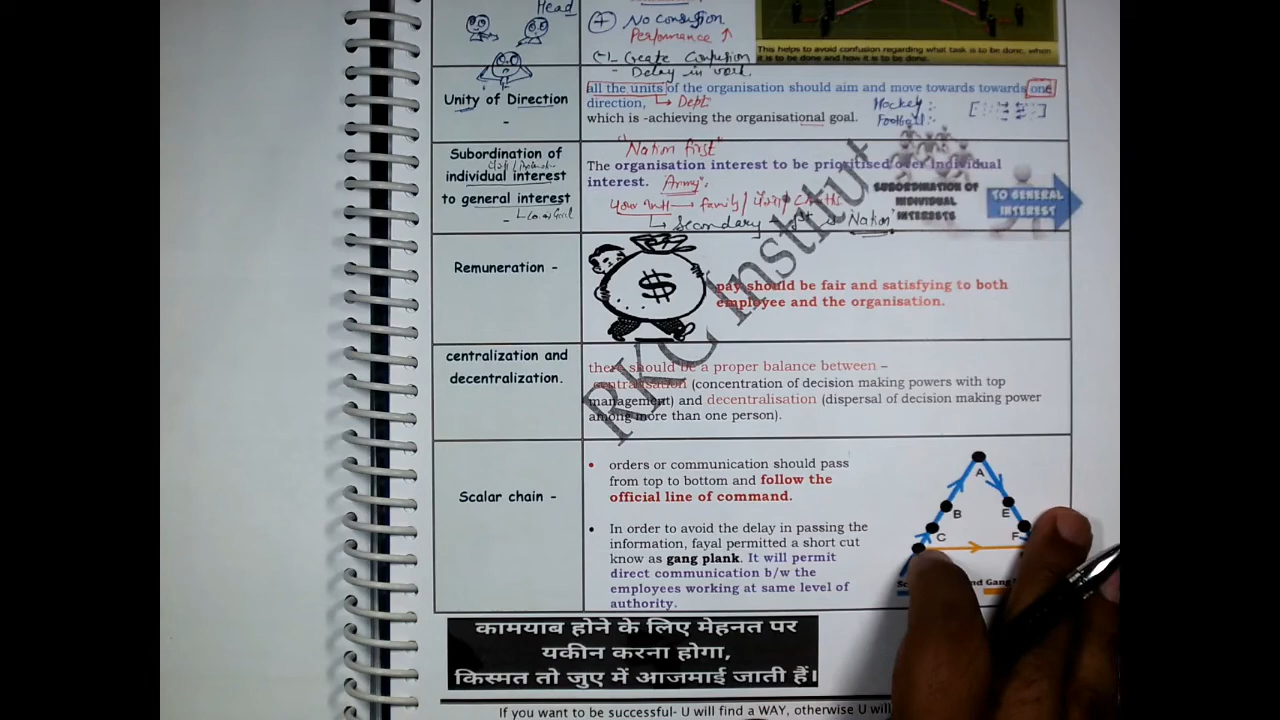 Head
+ No confusion
Performance ↑
(-) Create Confusion
- Delay in work.
This helps to avoid confusion regarding what task is to be done, when
it is to be done and how it is to be done.
Unity of Direction
-
all the units of the organisation should aim and move towards towards one
direction, ↳ Dept
which is -achieving the organisational goal.
Hockey :-
Football :-
Subordination of
individual interest
to general interest
-
"Nation first"
The organisation interest to be prioritised over individual
interest. Army:
your Intt → family /
↳ Secondary 1st is Nation
SUBORDINATION OF
INDIVIDUAL
INTERESTS
TO GENERAL
INTEREST
Remuneration -
$
pay should be fair and satisfying to both
employee and the organisation.
centralization and
decentralization.
there should be a proper balance between –
centralisation (concentration of decision making powers with top
management) and decentralisation (dispersal of decision making power
among more than one person).
Scalar chain -
• orders or communication should pass
from top to bottom and follow the
official line of command.
• In order to avoid the delay in passing the
information, fayal permitted a short cut
know as gang plank. It will permit
direct communication b/w the
employees working at same level of
authority.
A
B
E
C
F
RKC Institut
कामयाब होने के लिए मेहनत पर
यकीन करना होगा,
किस्मत तो जुए में आजमाई जाती हैं।
If you want to be successful- U will find a WAY, otherwise U will